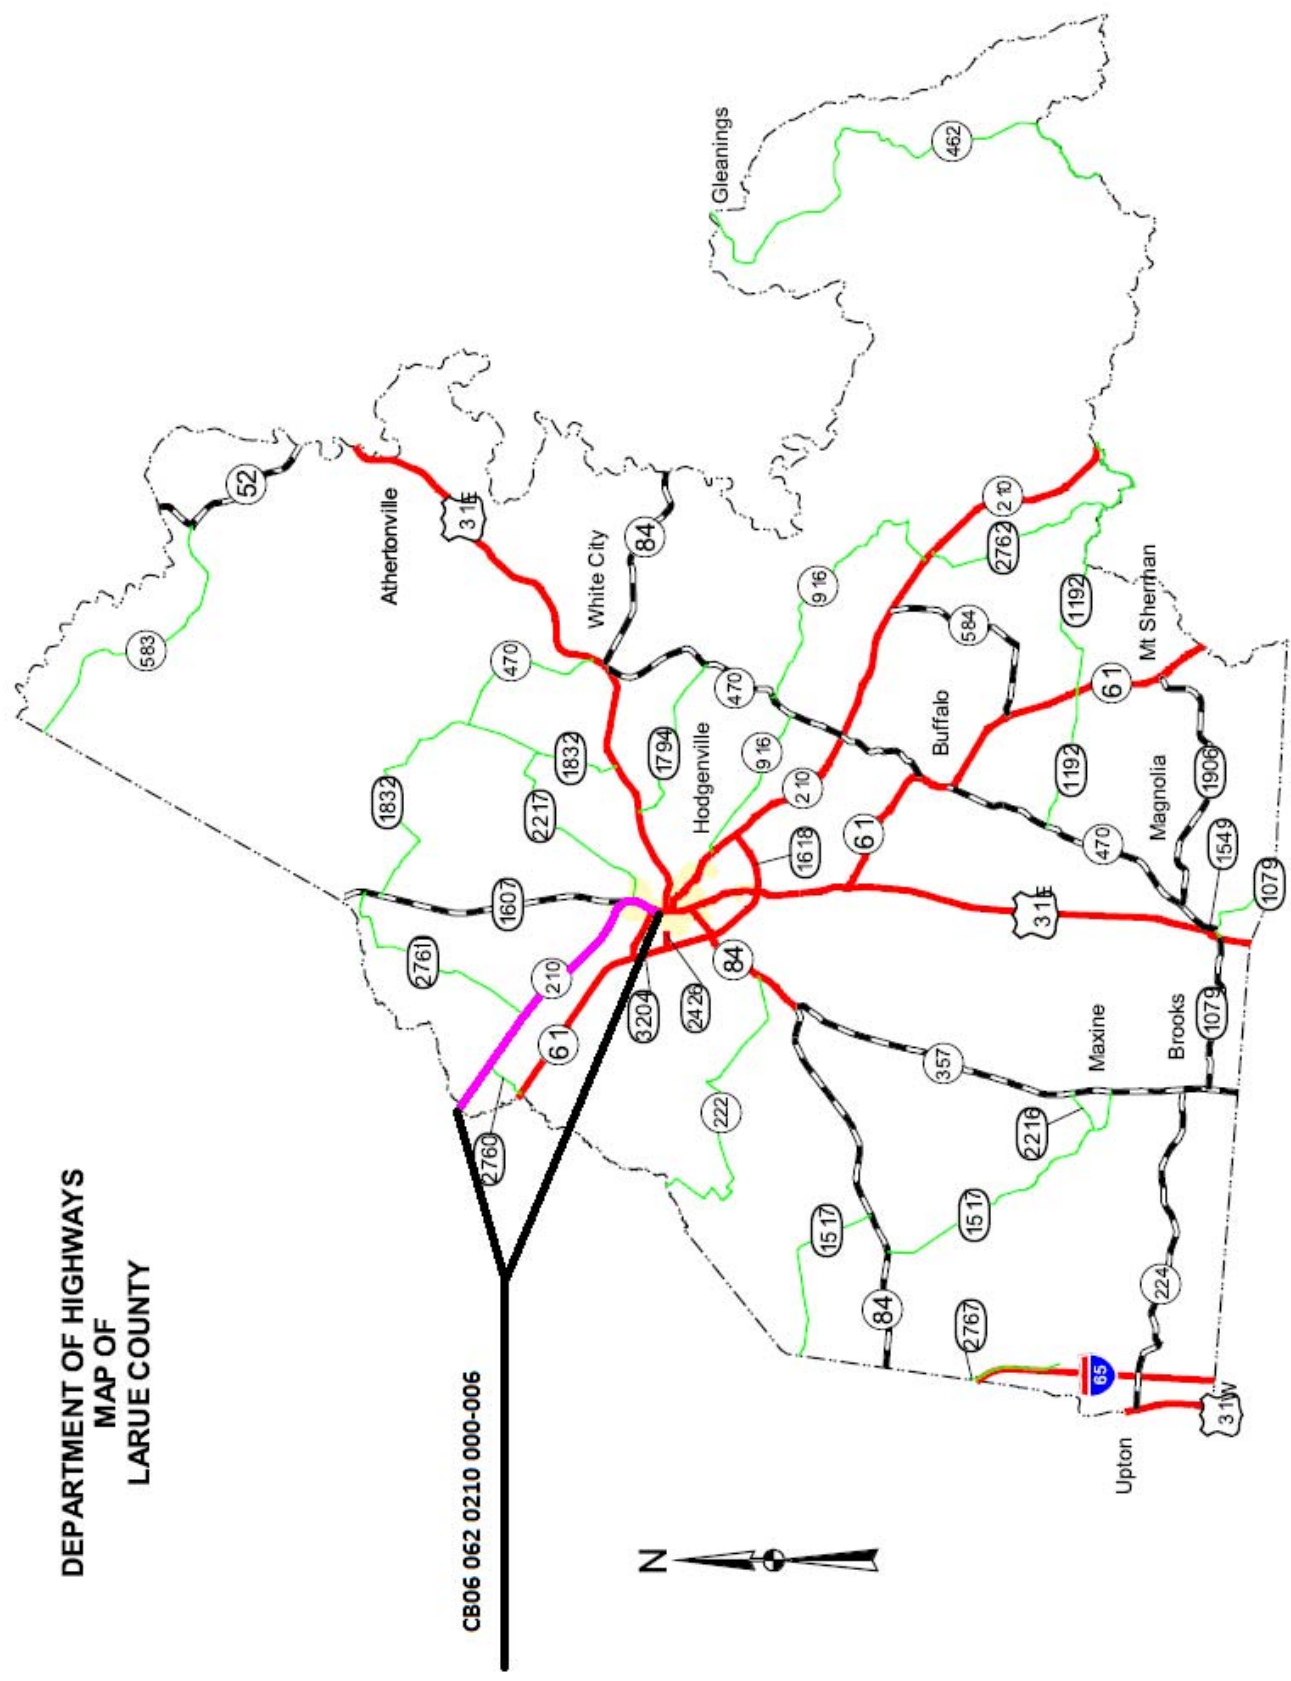 DEPARTMENT OF HIGHWAYS
MAP OF
LARUE COUNTY
CB06 062 0210 000-006
N
583
52
Athertonville
31E
White City
84
470
1832
1832
2217
1794
Hodgenville
470
916
916
Gleanings
462
210
2762
1192
584
Mt Sherman
61
Buffalo
210
1618
61
1192
Magnolia
1906
470
1549
1079
31E
1607
2761
210
61
3204
2426
84
2760
222
357
Maxine
Brooks
1079
2216
1517
1517
84
224
2767
65
31W
Upton